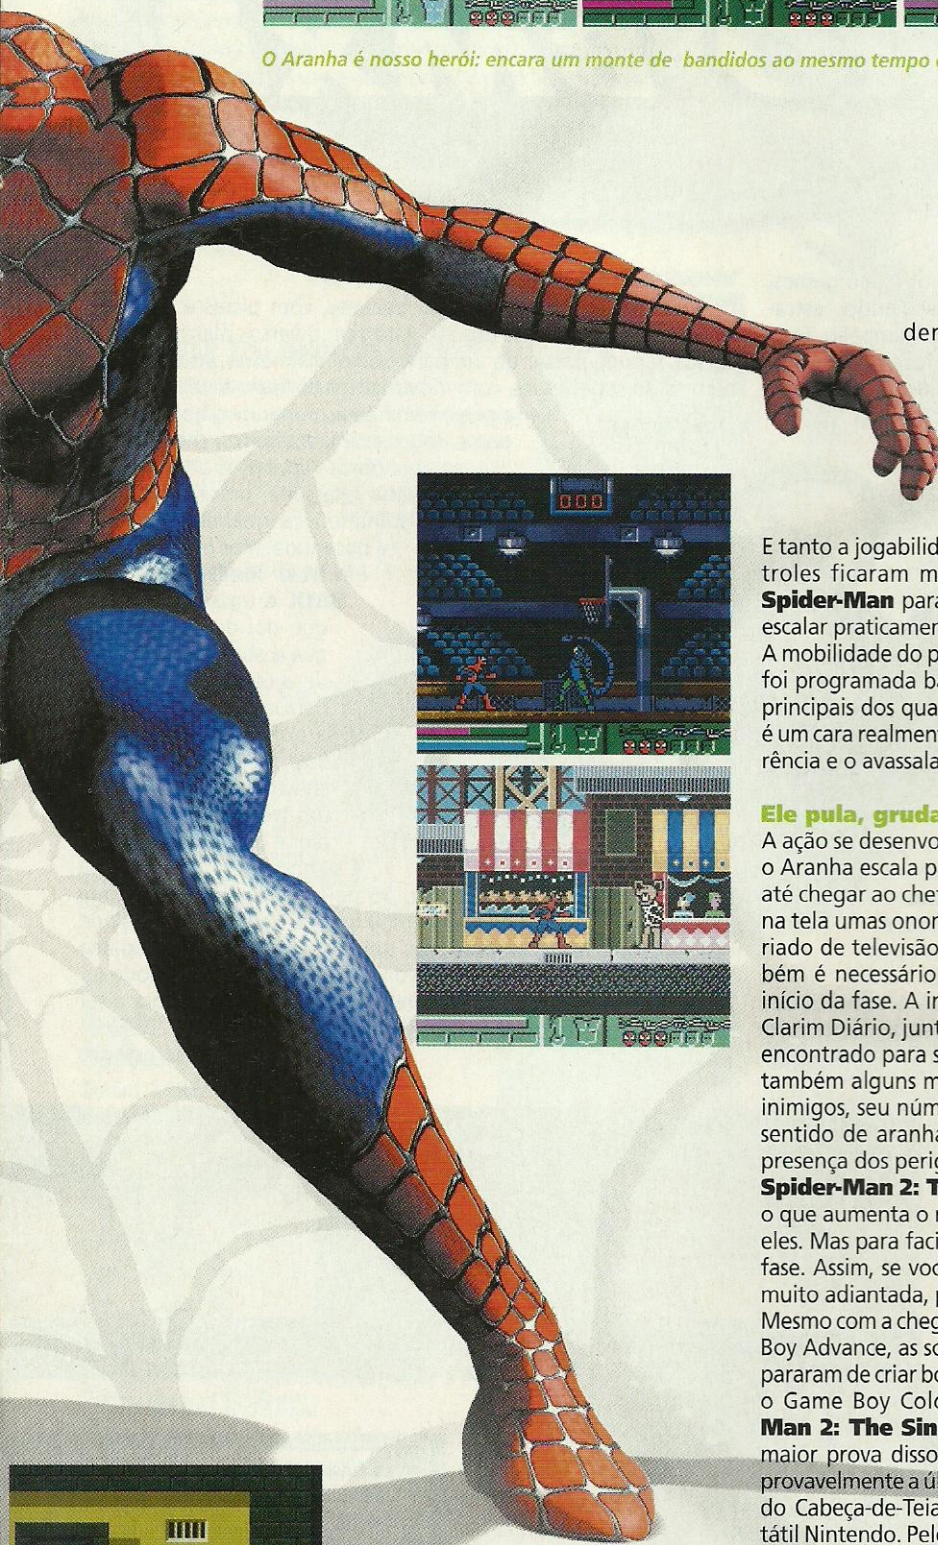 O Aranha é nosso herói: encara um monte de bandidos ao mesmo tempo
der
000
E tanto a jogabilid
troles ficaram m
Spider-Man para
escalar praticamen
A mobilidade do p
foi programada ba
principais dos qua
é um cara realmen
rência e o avassala
Ele pula, gruda
A ação se desenvo
o Aranha escala p
até chegar ao chef
na tela umas onor
riado de televisão
bém é necessário
início da fase. A in
Clarim Diário, junt
encontrado para s
também alguns m
inimigos, seu núm
sentido de aranha
presença dos perig
Spider-Man 2: T
o que aumenta o n
eles. Mas para faci
fase. Assim, se voc
muito adiantada, p
Mesmo com a cheg
Boy Advance, as so
pararam de criar bo
o Game Boy Colo
Man 2: The Sin
maior prova disso
provavelmente a ú
do Cabeça-de-Teia
tátil Nintendo. Pelo